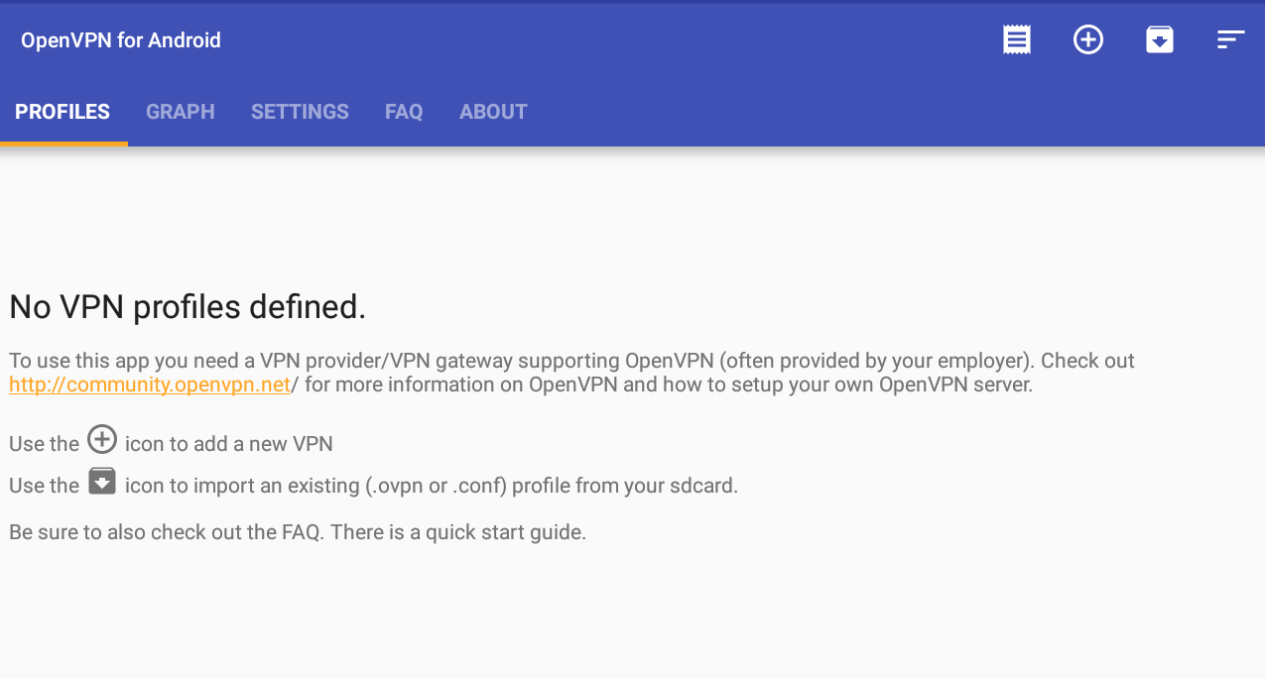 OpenVPN for Android
PROFILES GRAPH SETTINGS FAQ ABOUT
No VPN profiles defined.
To use this app you need a VPN provider/VPN gateway supporting OpenVPN (often provided by your employer). Check out
http://community.openvpn.net/ for more information on OpenVPN and how to setup your own OpenVPN server.
Use the icon to add a new VPN
Use the icon to import an existing (.ovpn or .conf) profile from your sdcard.
Be sure to also check out the FAQ. There is a quick start guide.